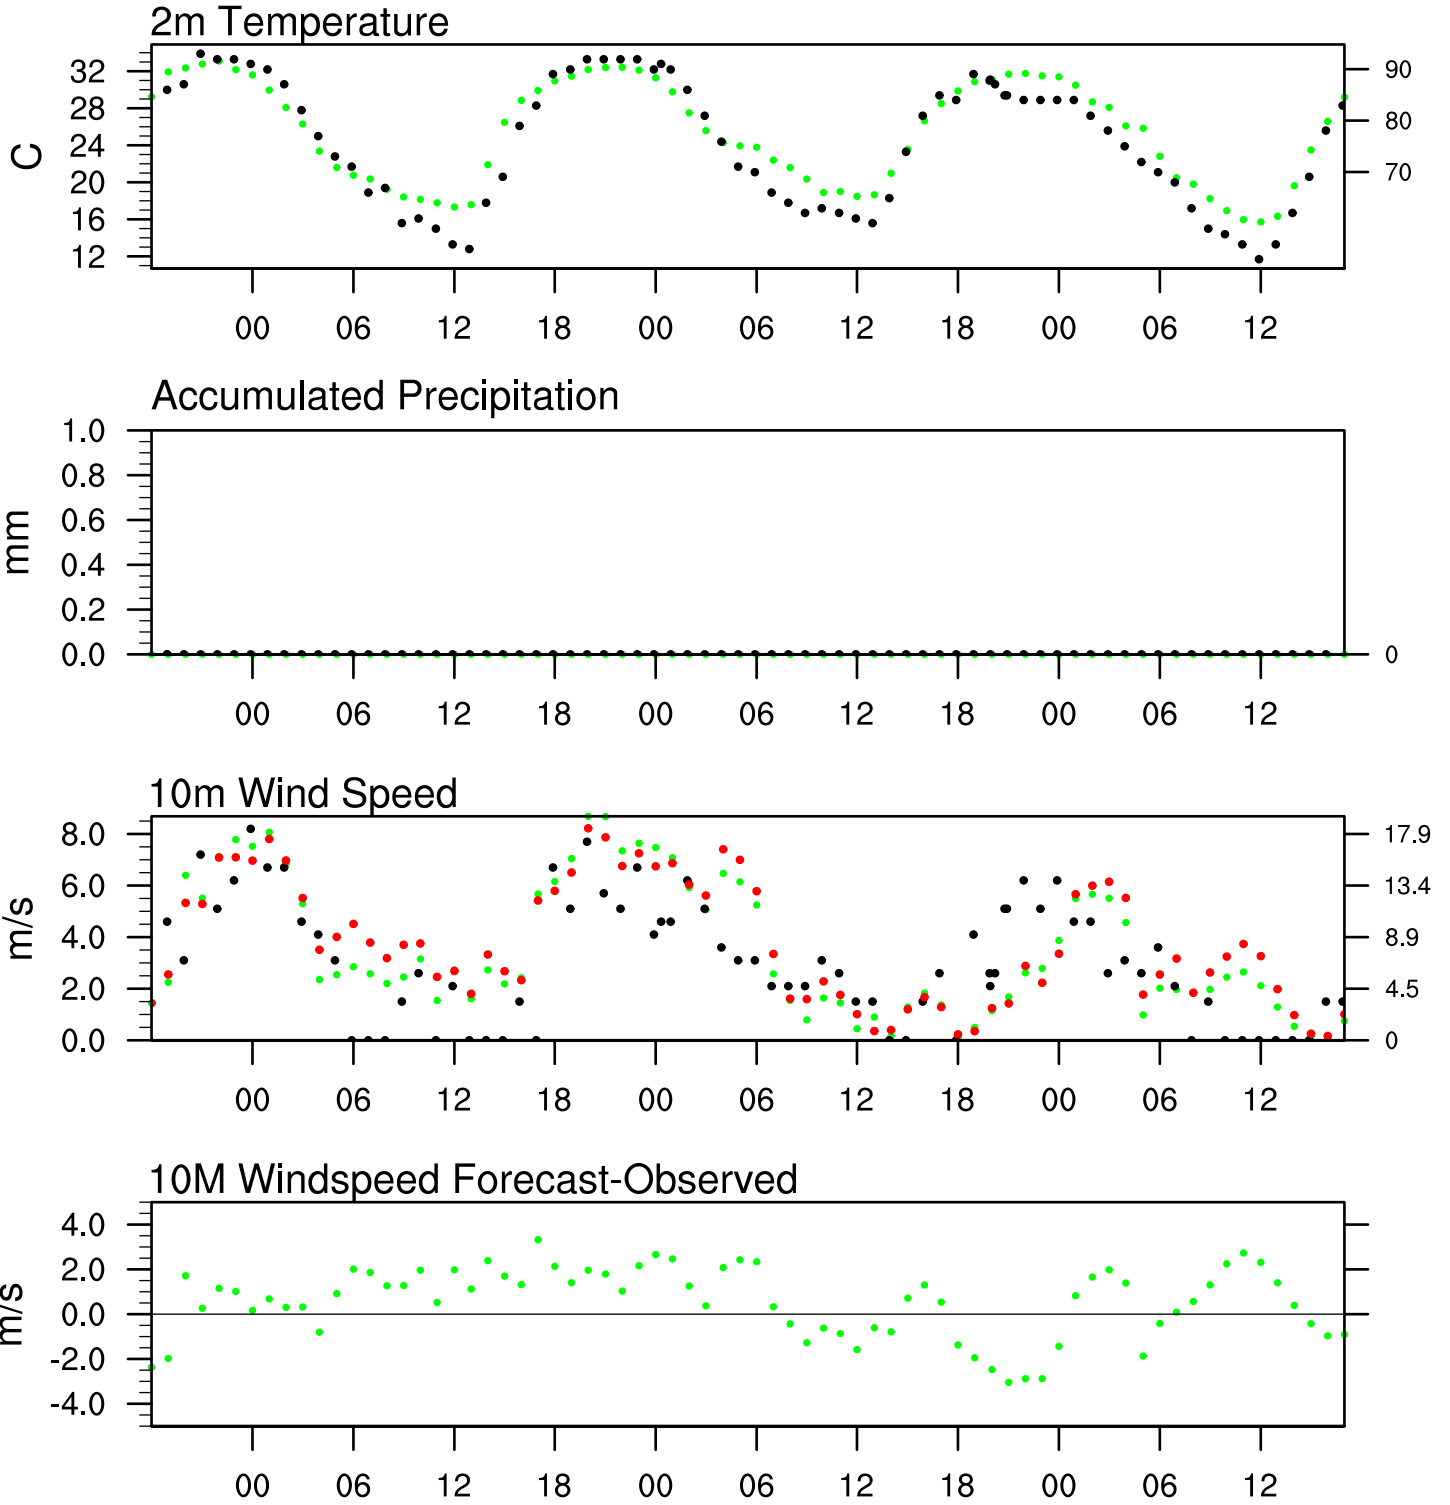 2m Temperature
32
28
24
20
16
12
C
90
80
70
00 06 12 18 00 06 12 18 00 06 12
Accumulated Precipitation
1.0
0.8
0.6
0.4
0.2
0.0
mm
0
00 06 12 18 00 06 12 18 00 06 12
10m Wind Speed
8.0
6.0
4.0
2.0
0.0
m/s
17.9
13.4
8.9
4.5
0
00 06 12 18 00 06 12 18 00 06 12
10M Windspeed Forecast-Observed
4.0
2.0
0.0
-2.0
-4.0
m/s
00 06 12 18 00 06 12 18 00 06 12